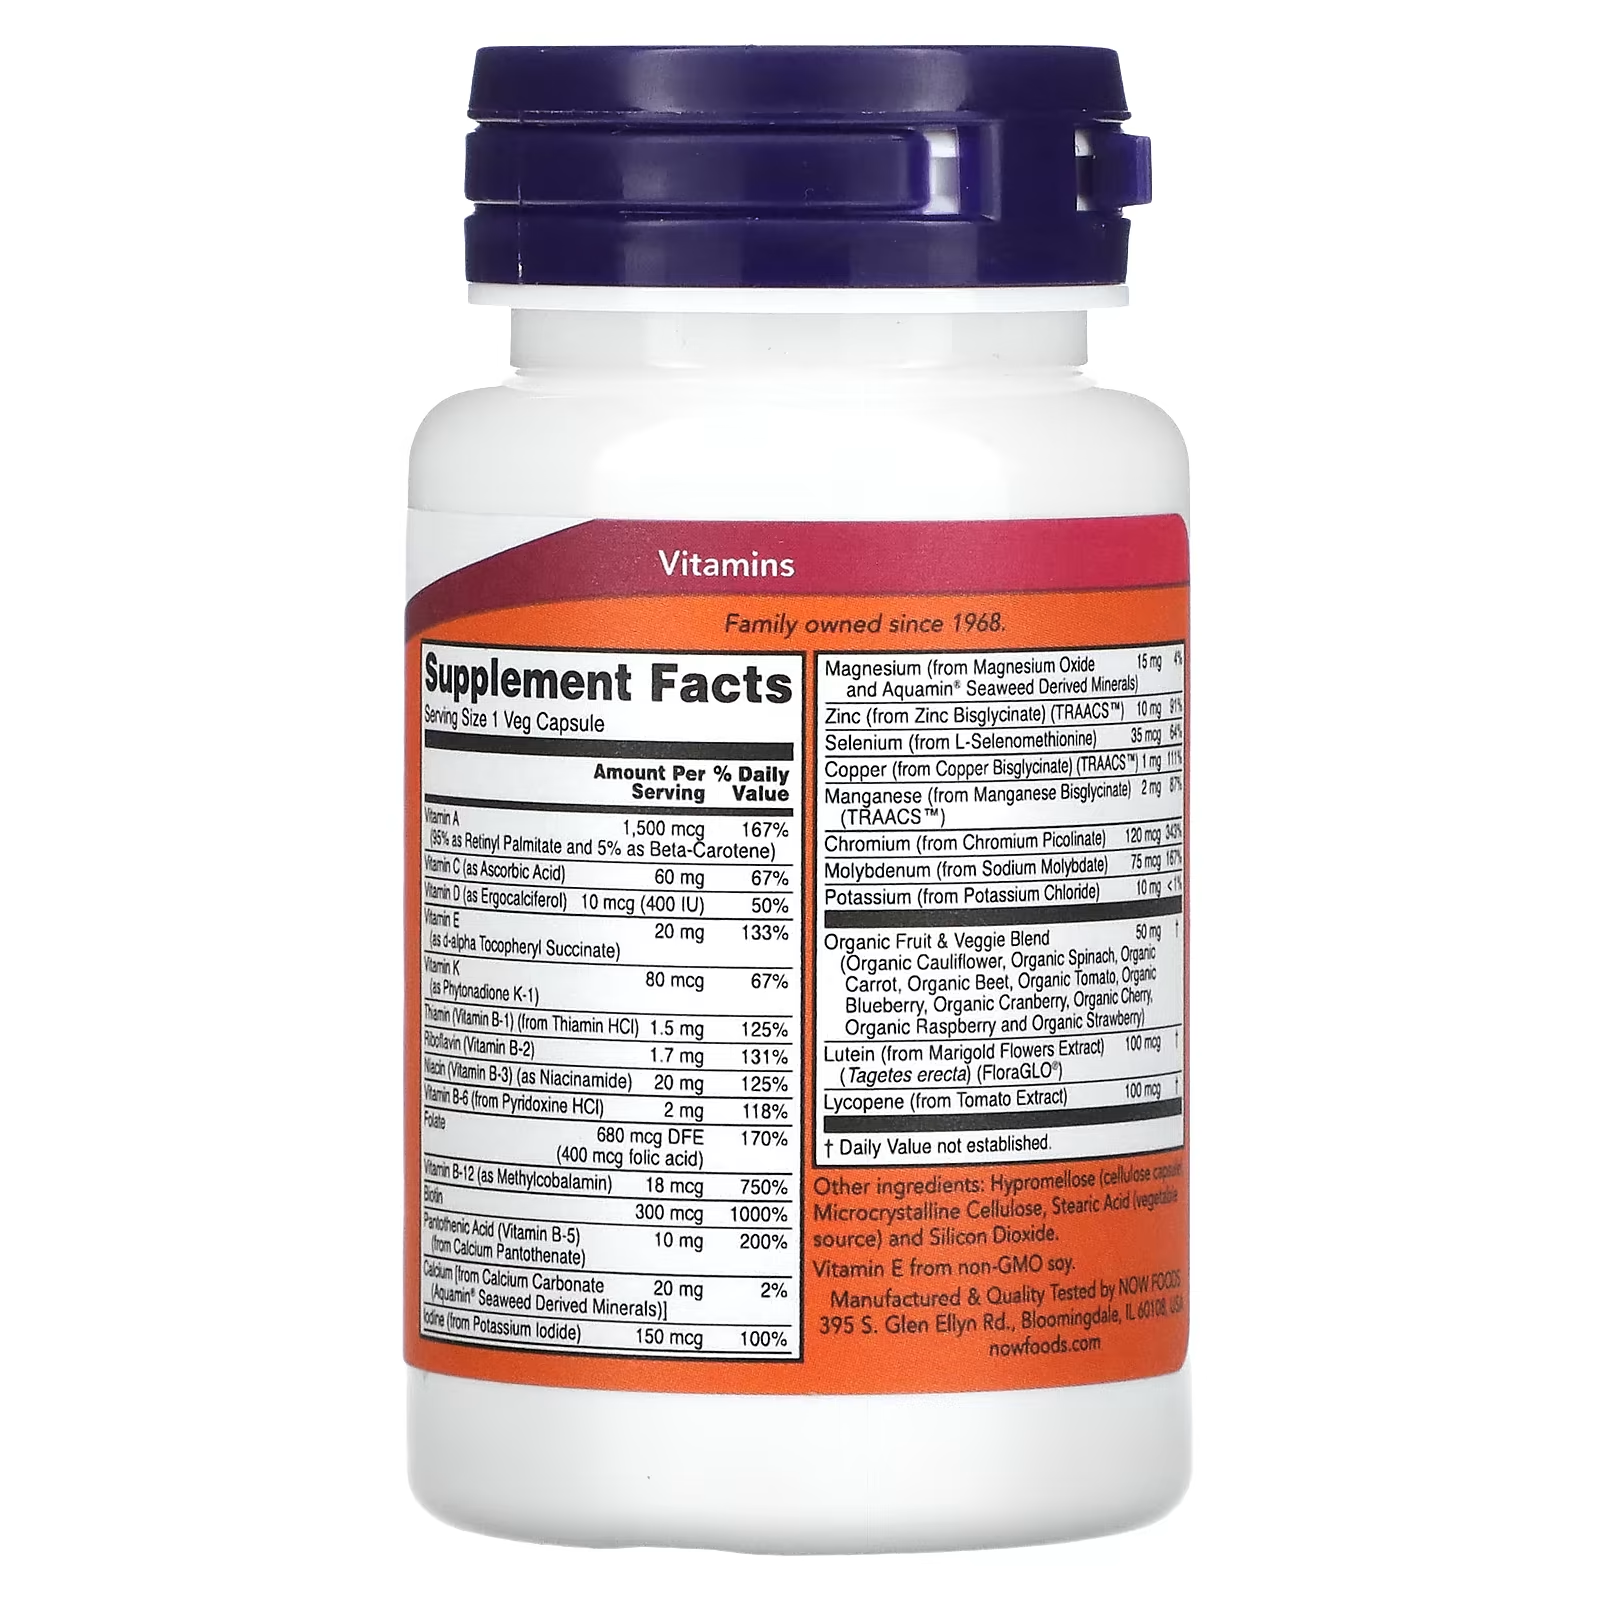 Vitamins
Family owned since 1968.
Supplement Facts
Serving Size 1 Veg Capsule
Amount Per % Daily
Serving Value
Vitamin A 1,500 mcg 167%
(95% as Retinyl Palmitate and 5% as Beta-Carotene)
Vitamin C (as Ascorbic Acid) 60 mg 67%
Vitamin D (as Ergocalciferol) 10 mcg (400 IU) 50%
Vitamin E 20 mg 133%
(as d-alpha Tocopheryl Succinate)
Vitamin K 80 mcg 67%
(as Phytonadione K-1)
Thiamin (Vitamin B-1) (from Thiamin HCl) 1.5 mg 125%
Riboflavin (Vitamin B-2) 1.7 mg 131%
Niacin (Vitamin B-3) (as Niacinamide) 20 mg 125%
Vitamin B-6 (from Pyridoxine HCl) 2 mg 118%
Folate 680 mcg DFE 170%
(400 mcg folic acid)
Vitamin B-12 (as Methylcobalamin) 18 mcg 750%
Biotin 300 mcg 1000%
Pantothenic Acid (Vitamin B-5) 10 mg 200%
(from Calcium Pantothenate)
Calcium [from Calcium Carbonate 20 mg 2%
(Aquamin® Seaweed Derived Minerals)]
Iodine (from Potassium Iodide) 150 mcg 100%
Magnesium (from Magnesium Oxide 15 mg 4%
and Aquamin® Seaweed Derived Minerals)
Zinc (from Zinc Bisglycinate) (TRAACS™) 10 mg 91%
Selenium (from L-Selenomethionine) 35 mcg 64%
Copper (from Copper Bisglycinate) (TRAACS™) 1 mg 111%
Manganese (from Manganese Bisglycinate) 2 mg 87%
(TRAACS™)
Chromium (from Chromium Picolinate) 120 mcg 343%
Molybdenum (from Sodium Molybdate) 75 mcg 167%
Potassium (from Potassium Chloride) 10 mg <1%
Organic Fruit & Veggie Blend 50 mg †
(Organic Cauliflower, Organic Spinach, Organic
Carrot, Organic Beet, Organic Tomato, Organic
Blueberry, Organic Cranberry, Organic Cherry,
Organic Raspberry and Organic Strawberry)
Lutein (from Marigold Flowers Extract) 100 mcg †
(Tagetes erecta) (FloraGLO®)
Lycopene (from Tomato Extract) 100 mcg †
† Daily Value not established.
Other ingredients: Hypromellose (cellulose capsule)
Microcrystalline Cellulose, Stearic Acid (vegetable
source) and Silicon Dioxide.
Vitamin E from non-GMO soy.
Manufactured & Quality Tested by NOW FOODS
395 S. Glen Ellyn Rd., Bloomingdale, IL 60108, USA
nowfoods.com